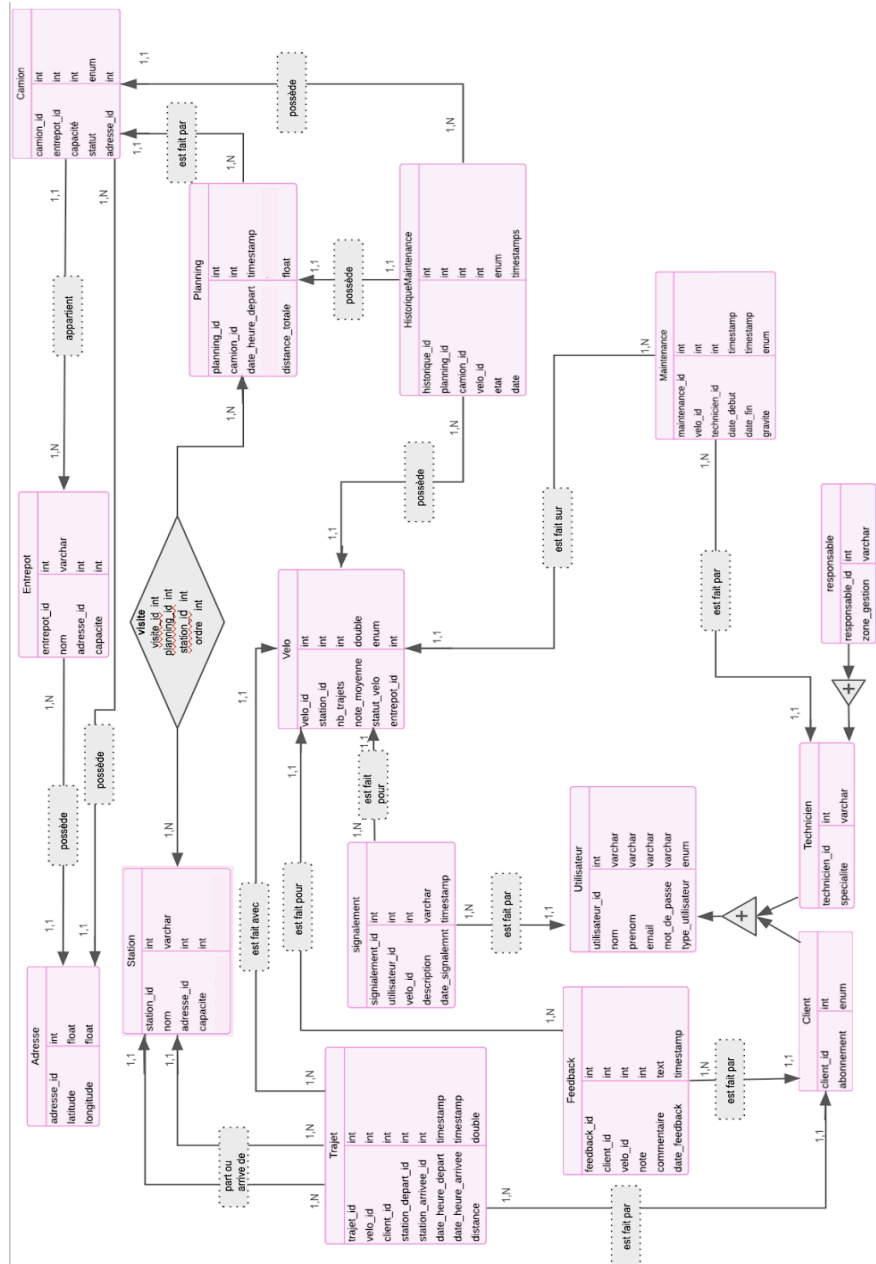 Adresse
adresse_id int
latitude float
longitude float
1,1
1,1
possède
possède
1,N
Entrepot
entrepot_id int
nom varchar
adresse_id int
capacite int
1,N
appartient
1,1
1,N
Camion
camion_id int
entrepot_id int
capacité int
statut enum
adresse_id int
1,1
1,1
est fait par
possède
1,N
1,N
Station
station_id int
nom varchar
adresse_id int
capacite int
1,1
1,1
1,N
visite
visite_id int
planning_id int
station_id int
ordre int
1,N
Planning
planning_id int
camion_id int
date_heure_depart timestamp
distance_totale float
1,1
possède
1,1
part ou
arrive de
1,N
1,N
est fait avec
1,N
1,1
Trajet
trajet_id int
velo_id int
client_id int
station_depart_id int
station_arrivee_id int
date_heure_depart timestamp
date_heure_arrivee timestamp
distance double
1,N
est fait par
1,1
est fait pour
1,N
1,1
Velo
velo_id int
station_id int
nb_trajets int
note_moyenne double
statut_velo enum
entrepot_id int
1,1
possède
1,N
HistoriqueMaintenance
historique_id int
planning_id int
camion_id int
velo_id int
etat enum
date timestamps
1,1
est fait
pour
1,N
signalement
signialement_id int
utilisateur_id int
velo_id int
description varchar
date_signalemnt timestamp
1,N
est fait par
1,1
1,1
est fait sur
1,N
Feedback
feedback_id int
client_id int
velo_id int
note int
commentaire text
date_feedback timestamp
1,N
est fait par
1,1
Utilisateur
utilisateur_id int
nom varchar
prenom varchar
email varchar
mot_de_passe varchar
type_utilisateur enum
+
Maintenance
maintenance_id int
velo_id int
technicien_id int
date_debut timestamp
date_fin timestamp
gravite enum
1,N
est fait par
1,1
Client
client_id int
abonnement enum
Technicien
technicien_id int
specialite varchar
+
responsable
responsable_id int
zone_gestion varchar